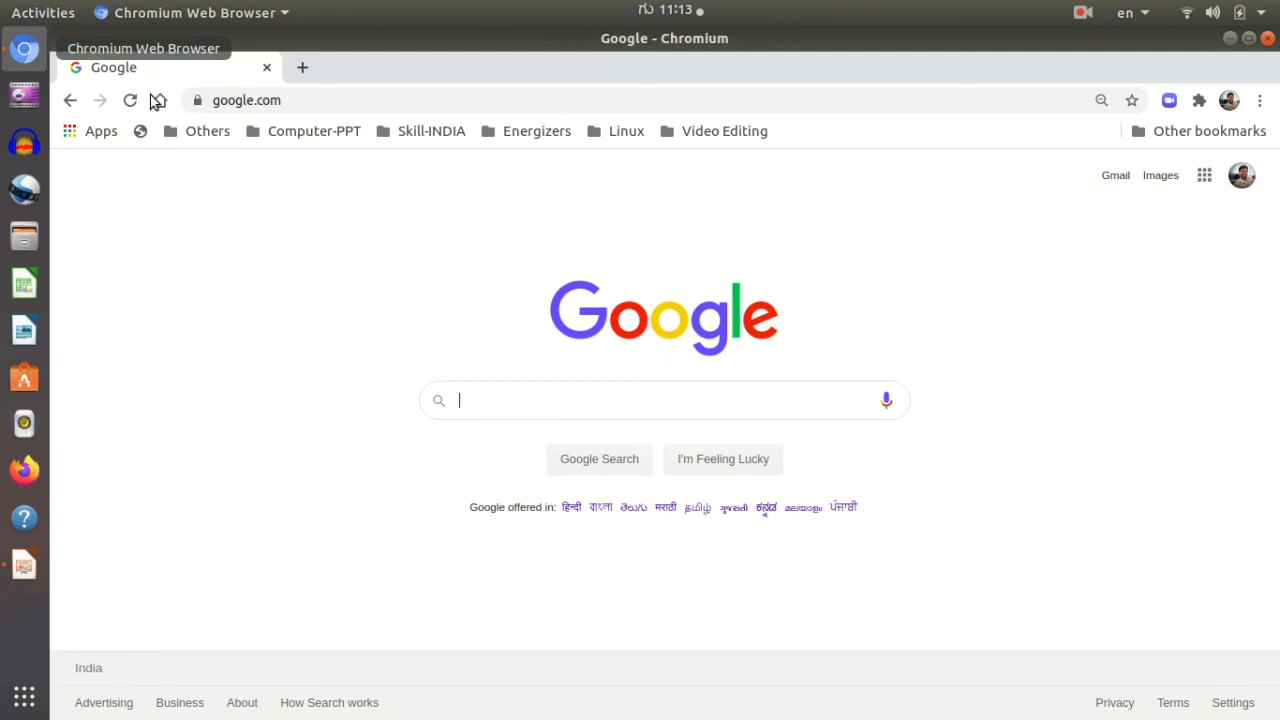 Activities Chromium Web Browser ಗು 11:13 en
Google - Chromium
Chromium Web Browser
Google
google.com
Apps Others Computer-PPT Skill-INDIA Energizers Linux Video Editing Other bookmarks
Gmail Images
Google
Google Search I'm Feeling Lucky
Google offered in: हिन्दी বাংলা తెలుగు मराठी தமிழ் ગુજરાતી ಕನ್ನಡ മലയാളം ਪੰਜਾਬੀ
India
Advertising Business About How Search works Privacy Terms Settings